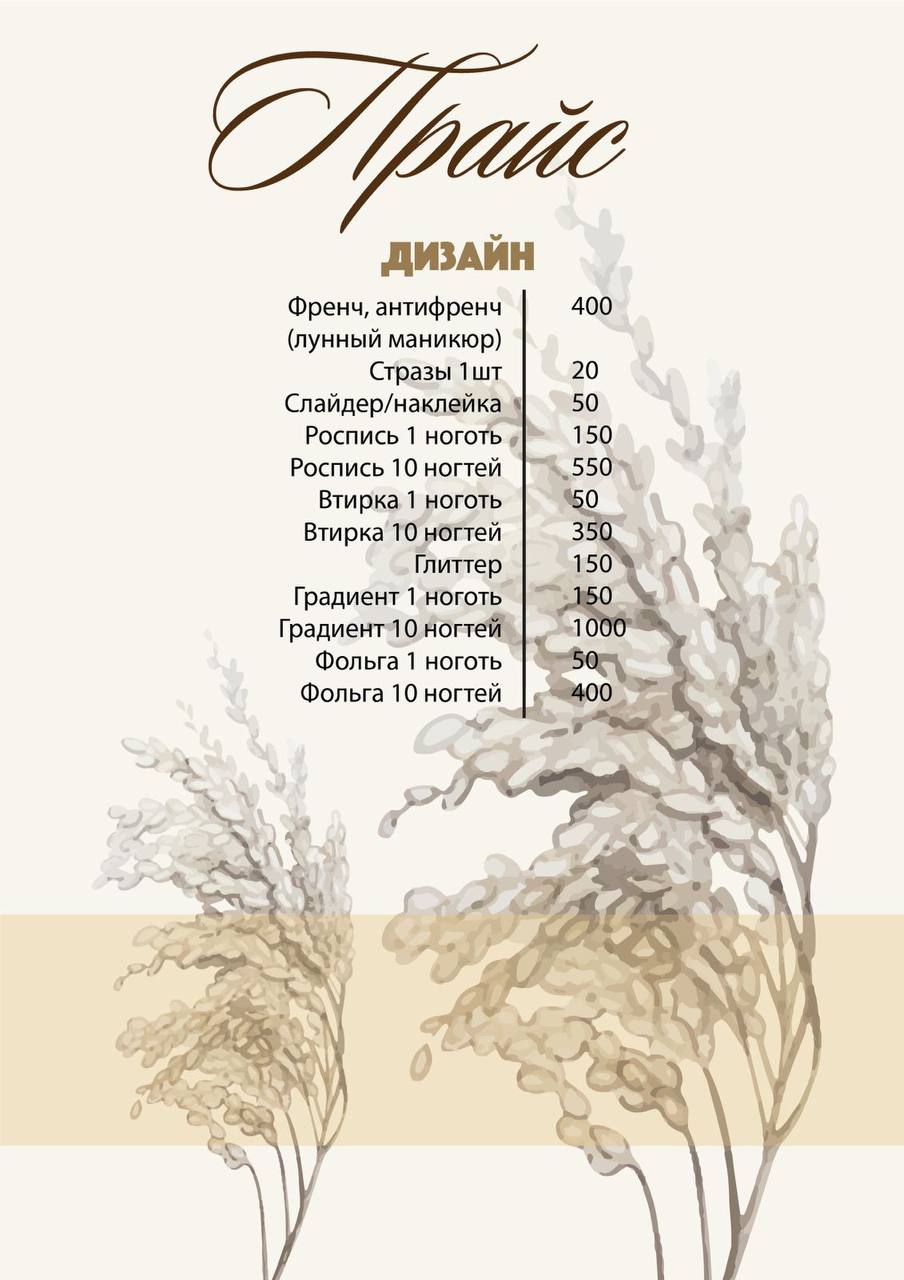 Прайс
ДИЗАЙН
Френч, антифренч 400
(лунный маникюр)
Стразы 1шт 20
Слайдер/наклейка 50
Роспись 1 ноготь 150
Роспись 10 ногтей 550
Втирка 1 ноготь 50
Втирка 10 ногтей 350
Глиттер 150
Градиент 1 ноготь 150
Градиент 10 ногтей 1000
Фольга 1 ноготь 50
Фольга 10 ногтей 400